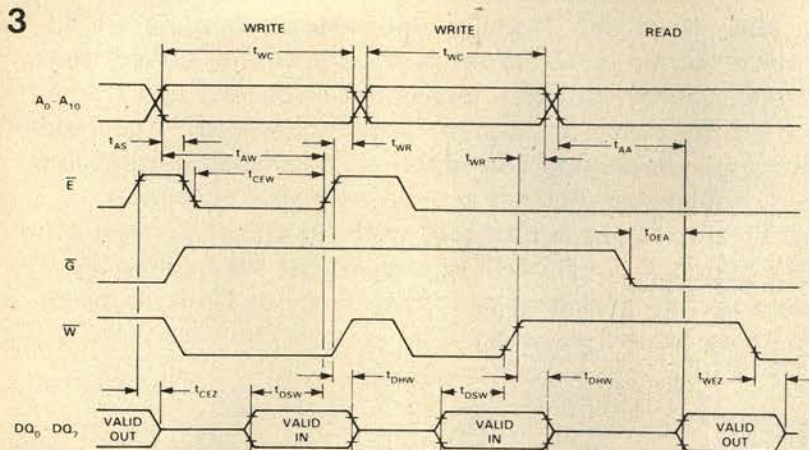 3
WRITE WRITE READ
tWC tWC
A0-A10
tAS tWR tAA
tAW tWR
tCEW
E
tOEA
G
W
tCEZ tDSW tDHW tDSW tDHW tWEZ
DQ0-DQ7 VALID OUT VALID IN VALID IN VALID OUT